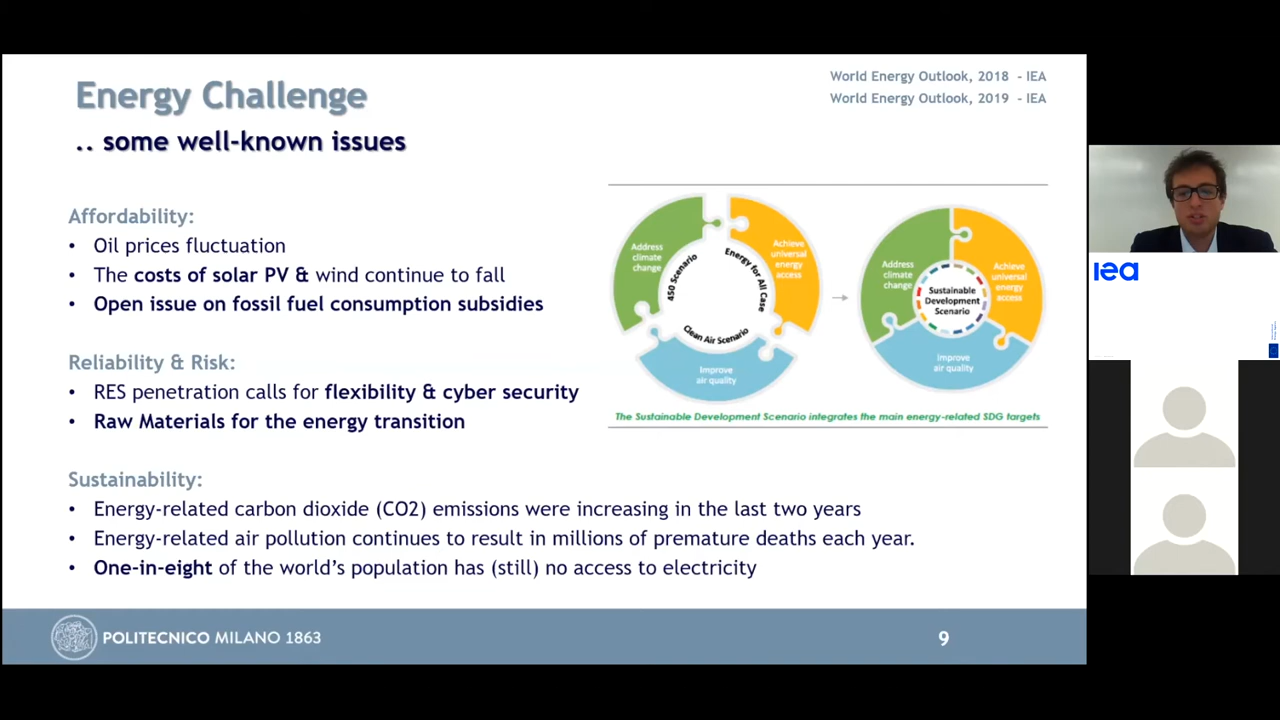 Energy Challenge
.. some well-known issues
World Energy Outlook, 2018 - IEA
World Energy Outlook, 2019 - IEA
Affordability:
• Oil prices fluctuation
• The costs of solar PV & wind continue to fall
• Open issue on fossil fuel consumption subsidies
Reliability & Risk:
• RES penetration calls for flexibility & cyber security
• Raw Materials for the energy transition
Sustainability:
• Energy-related carbon dioxide (CO2) emissions were increasing in the last two years
• Energy-related air pollution continues to result in millions of premature deaths each year.
• One-in-eight of the world's population has (still) no access to electricity
Address
climate
change
Achieve
universal
energy
access
450 Scenario
Energy for All Case
Clean Air Scenario
Improve
air quality
Address
climate
change
Achieve
universal
energy
access
Sustainable
Development
Scenario
Improve
air quality
The Sustainable Development Scenario integrates the main energy-related SDG targets
POLITECNICO MILANO 1863
9
iea